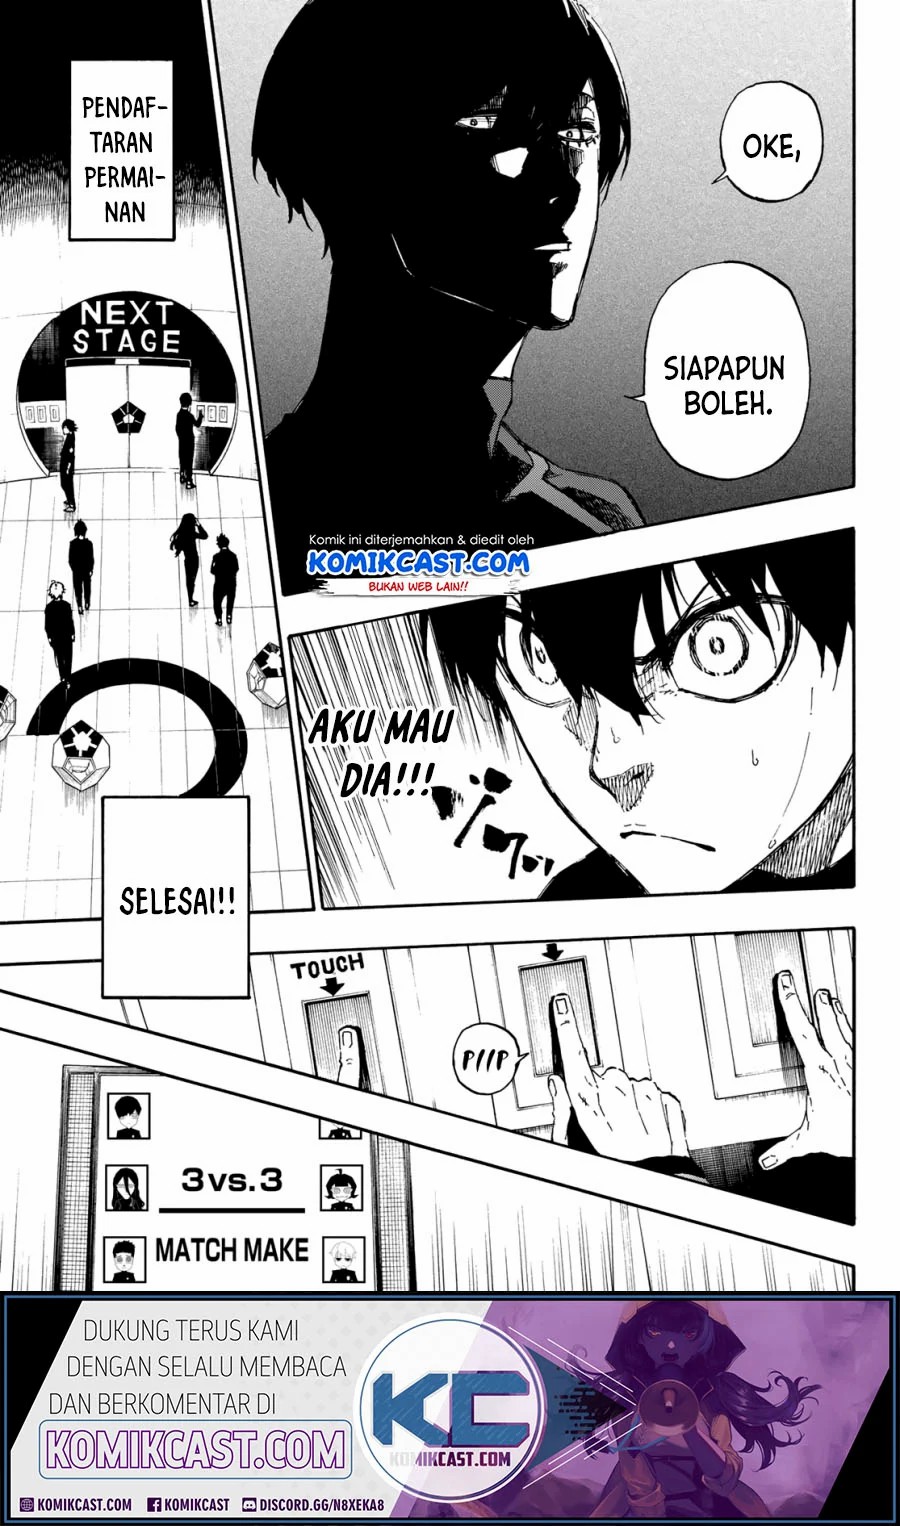 OKE,
SIAPAPUN
BOLEH.
PENDAF-
TARAN
PERMAI-
NAN
NEXT
STAGE
Komik ini diterjemahkan & diedit oleh
KOMIKCAST.COM
BUKAN WEB LAIN!!
AKU MAU
DIA!!!
SELESAI!!
TOUCH
PIIP
3 vs. 3
MATCH MAKE
DUKUNG TERUS KAMI
DENGAN SELALU MEMBACA
DAN BERKOMENTAR DI
KOMIKCAST.COM
KC
KOMIKCAST.COM
KOMIKCAST.COM
KOMIKCAST
DISCORD.GG/N8XEKA8